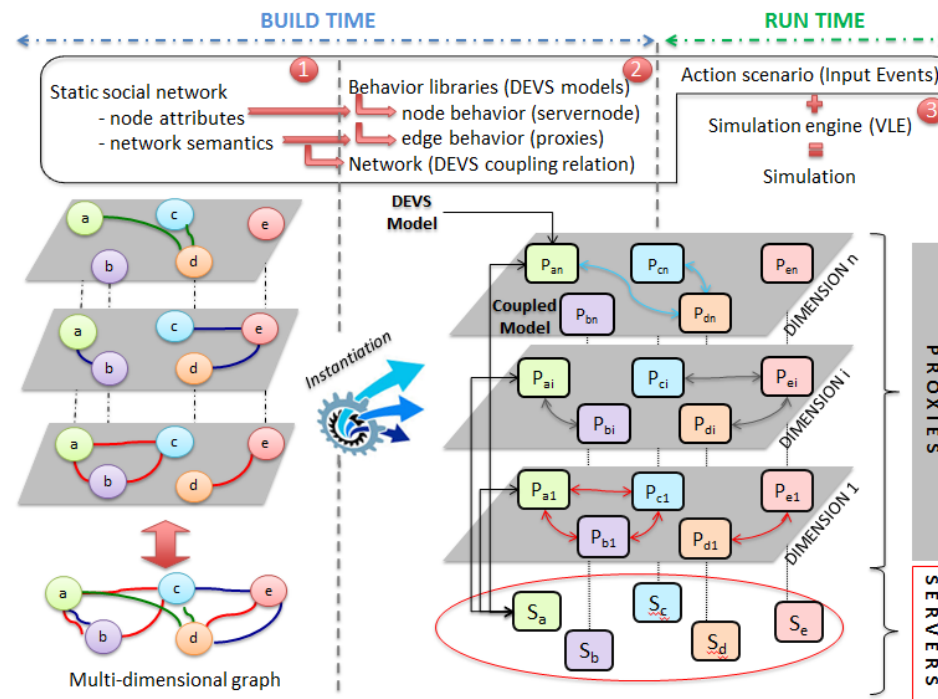 BUILD TIME
RUN TIME
1
2
3
Static social network
- node attributes
- network semantics
Behavior libraries (DEVS models)
node behavior (servernode)
edge behavior (proxies)
Network (DEVS coupling relation)
Action scenario (Input Events)
Simulation engine (VLE)
Simulation
a
c
e
b
d
a
c
e
b
d
a
c
e
b
d
a
c
e
b
d
Multi-dimensional graph
Instantiation
DEVS
Model
Coupled
Model
Pan
Pcn
Pen
Pbn
Pdn
DIMENSION n
Pai
Pci
Pei
Pbi
Pdi
DIMENSION i
Pa1
Pc1
Pe1
Pb1
Pd1
DIMENSION 1
Sa
Sc
Se
Sb
Sd
PROXIES
SERVERS